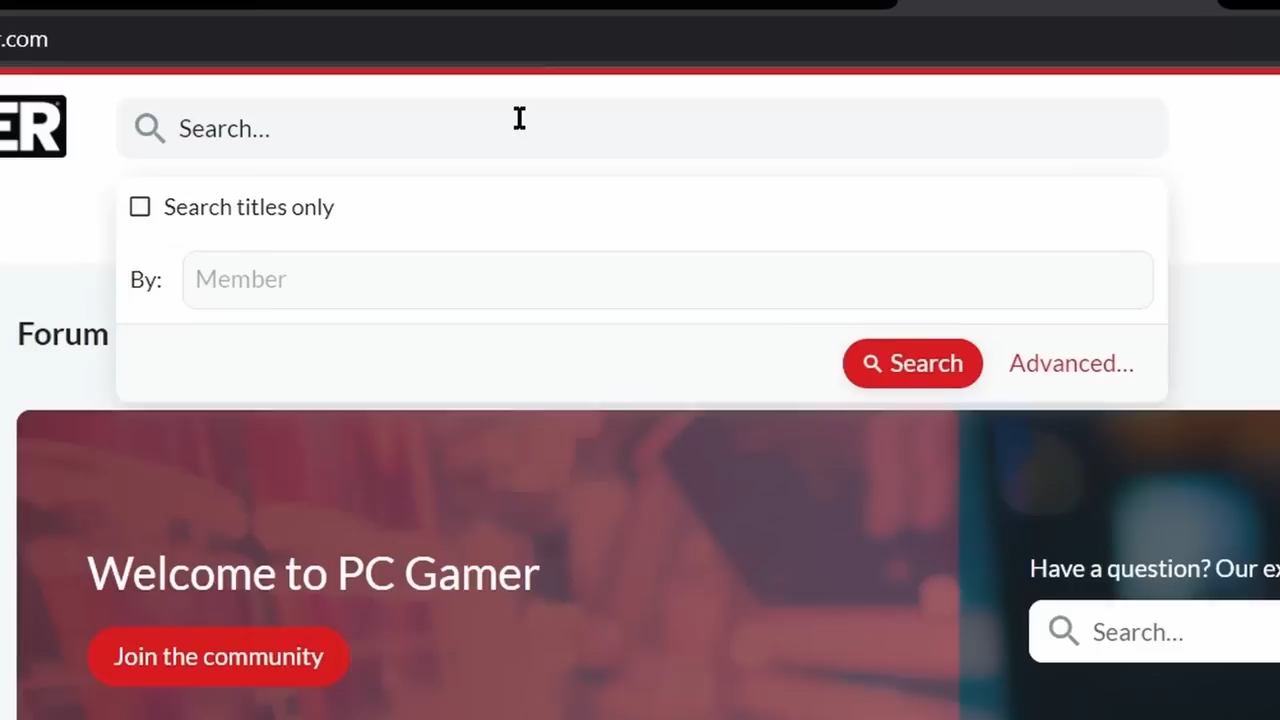 .com
ER
Search...
Search titles only
By: Member
Forum
Search Advanced...
Welcome to PC Gamer
Join the community
Have a question? Our ex
Search...